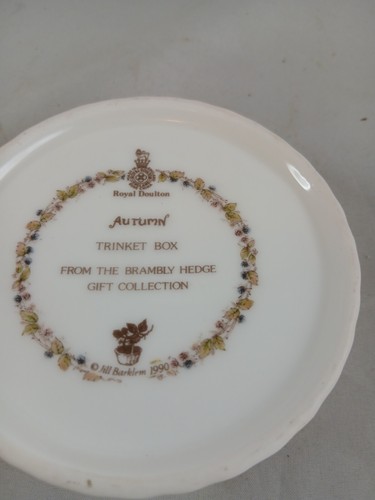 Royal Doulton
AUTUMN
TRINKET BOX
FROM THE BRAMBLY HEDGE
GIFT COLLECTION
© Jill Barklem 1990